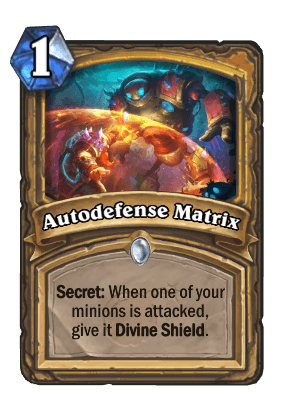 1
Autodefense Matrix
Secret: When one of your
minions is attacked,
give it Divine Shield.